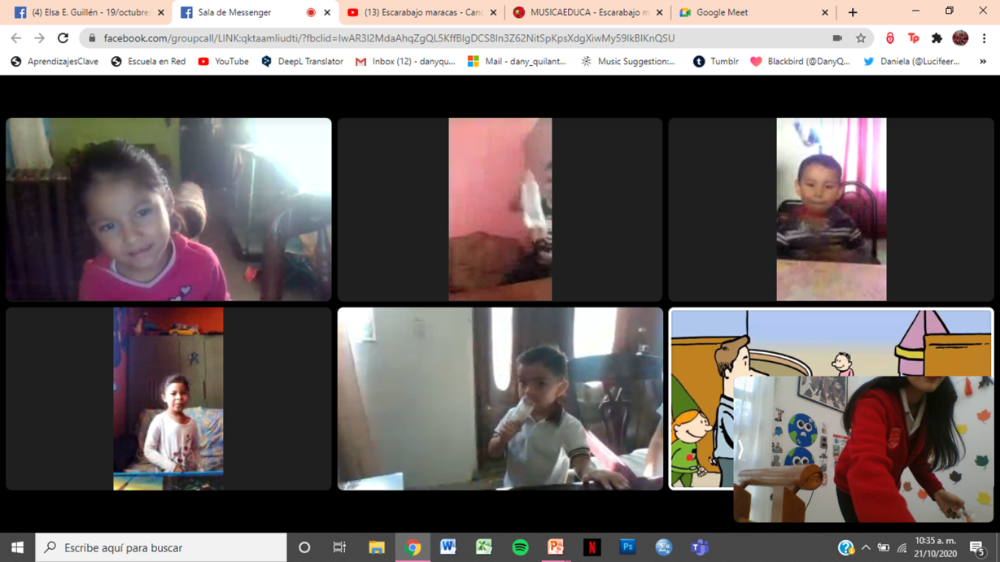 (4) Elsa E. Guillén - 19/octubre/
Sala de Messenger
(13) Escarabajo maracas - Canc
MUSICAEDUCA - Escarabajo m
Google Meet
facebook.com/groupcall/LINK:qktaamliudti/?fbclid=IwAR3I2MdaAhqZgQL5KffBIgDCS8In3Z62NitSpKpsXdgXiwMy59IkBIKnQSU
AprendizajesClave
Escuela en Red
YouTube
DeepL Translator
Inbox (12) - danyqu...
Mail - dany_quilant...
Music Suggestion:...
Tumblr
Blackbird (@DanyQ...
Daniela (@Lucifeer...
Escribe aquí para buscar
10:35 a. m.
21/10/2020
5